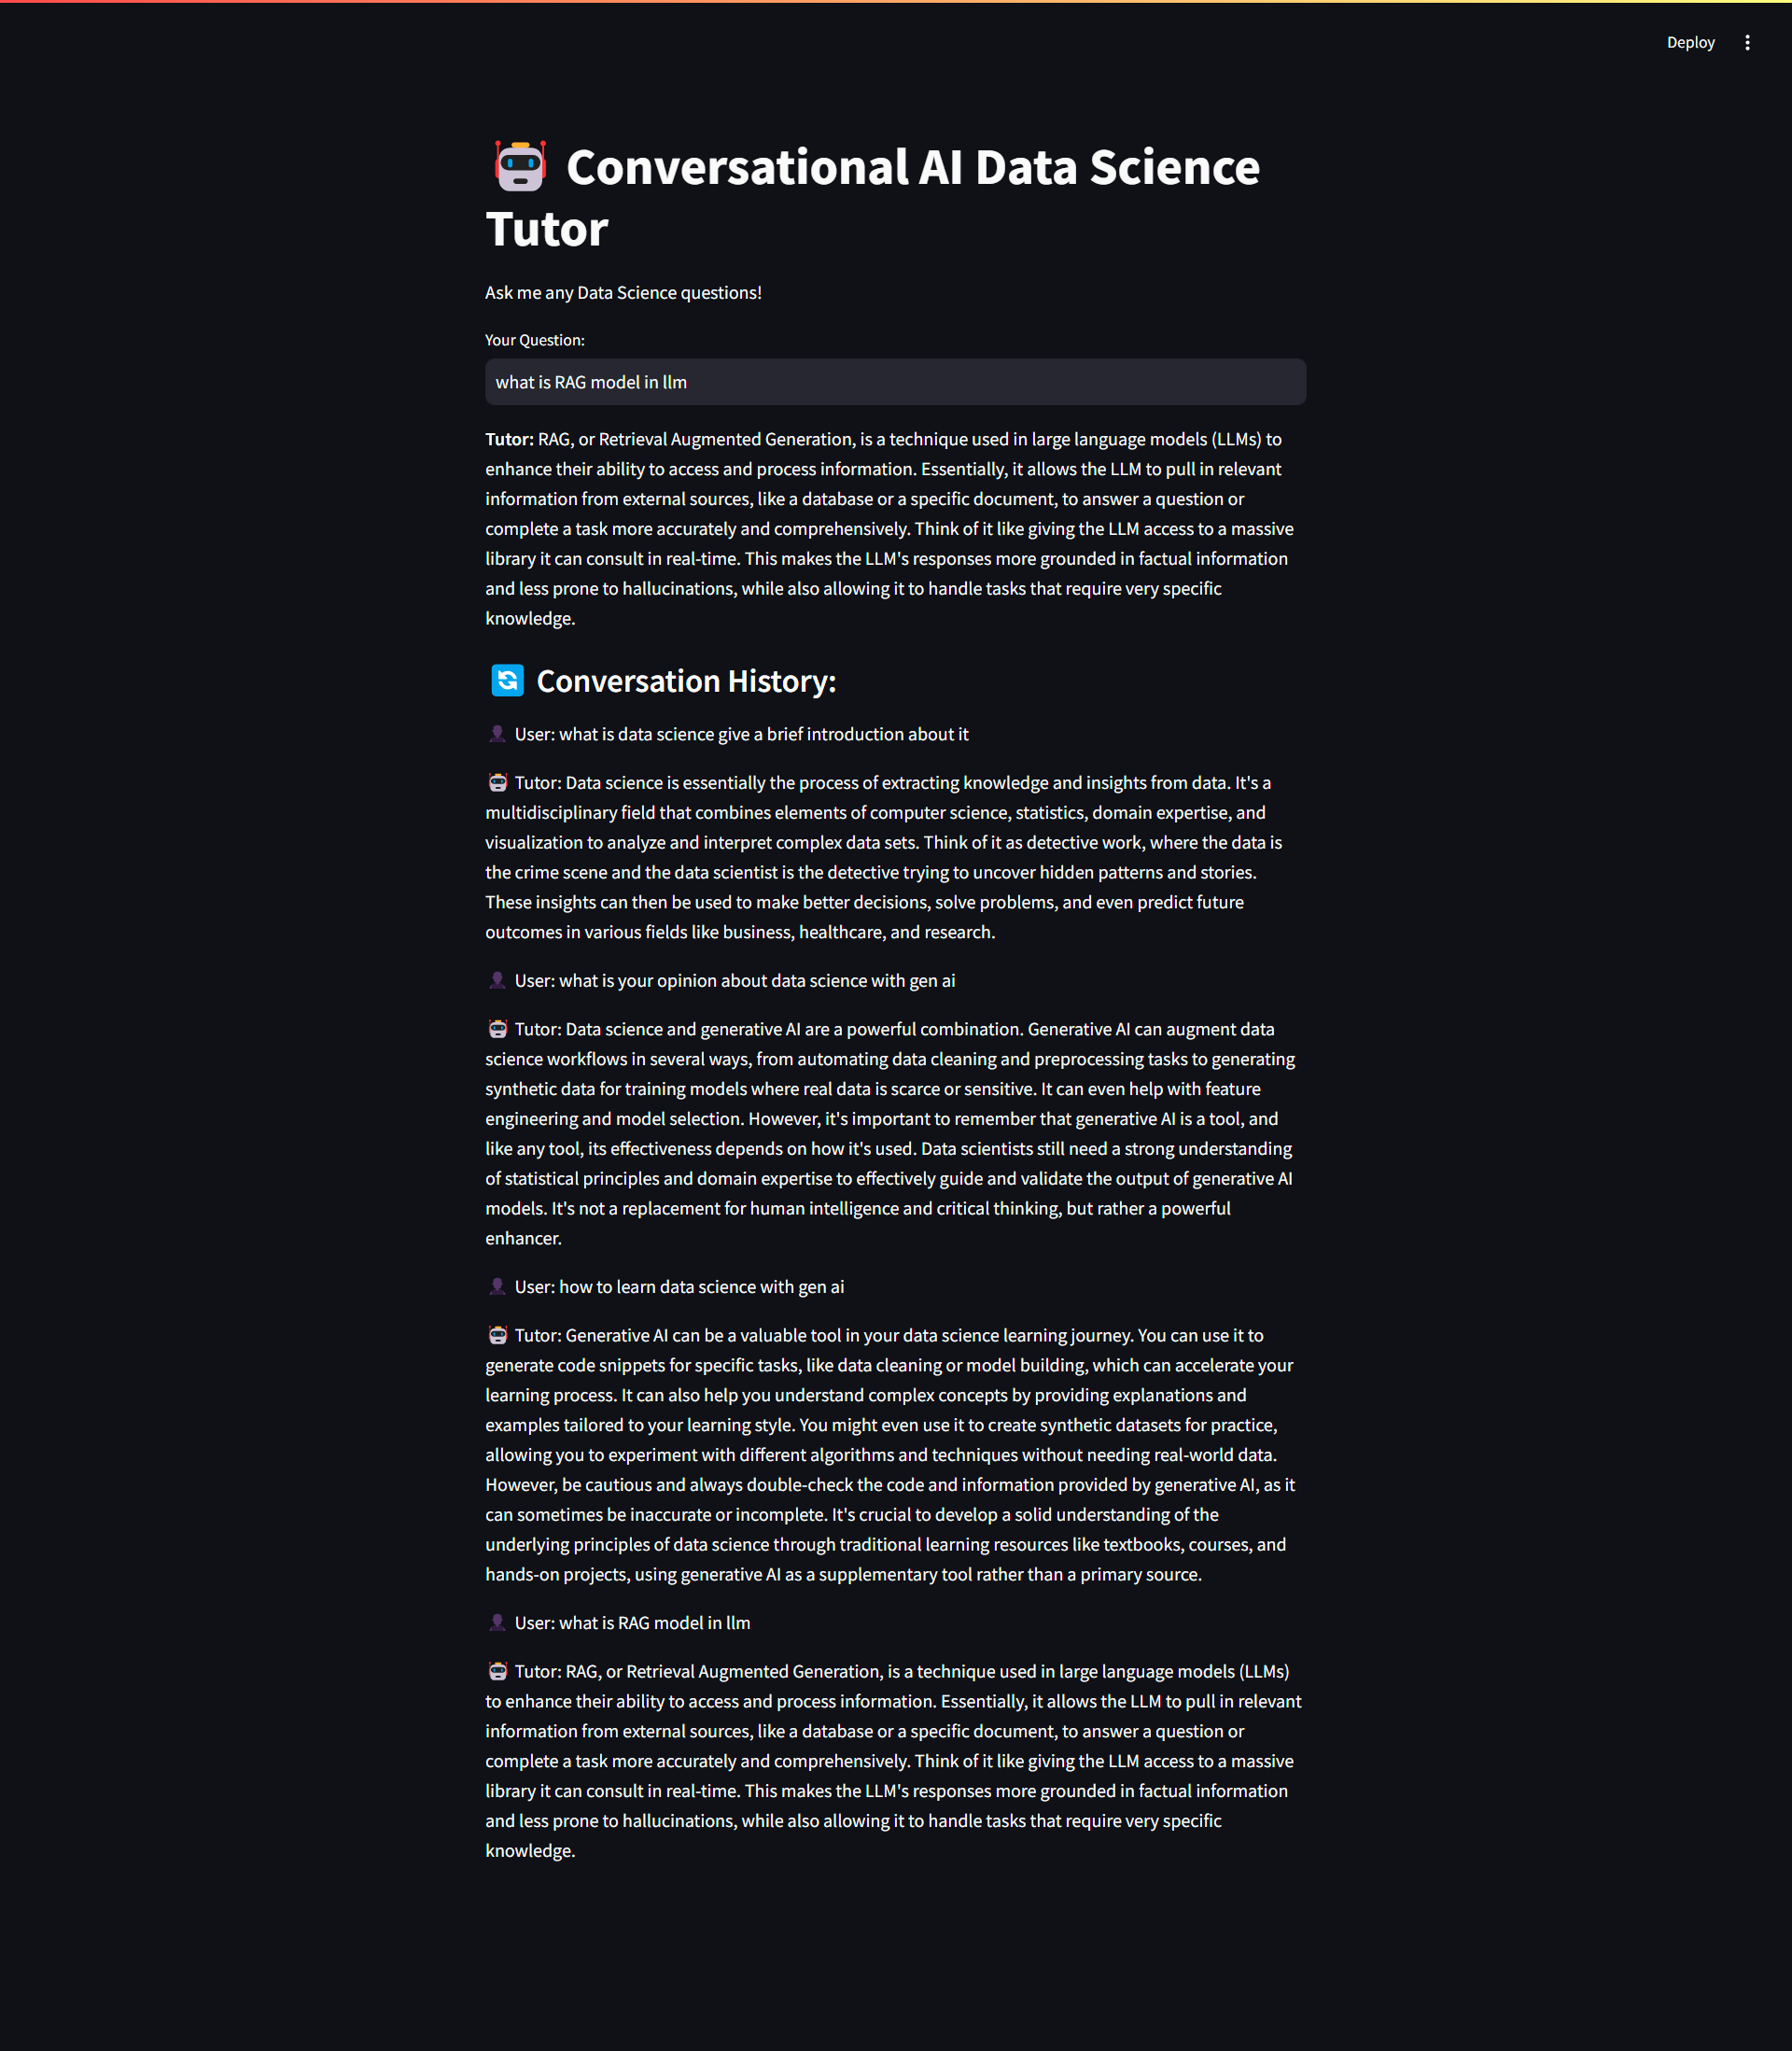 Deploy
🤖 Conversational AI Data Science
Tutor
Ask me any Data Science questions!
Your Question:
what is RAG model in llm
Tutor: RAG, or Retrieval Augmented Generation, is a technique used in large language models (LLMs) to
enhance their ability to access and process information. Essentially, it allows the LLM to pull in relevant
information from external sources, like a database or a specific document, to answer a question or
complete a task more accurately and comprehensively. Think of it like giving the LLM access to a massive
library it can consult in real-time. This makes the LLM's responses more grounded in factual information
and less prone to hallucinations, while also allowing it to handle tasks that require very specific
knowledge.
🔄 Conversation History:
👤 User: what is data science give a brief introduction about it
🤖 Tutor: Data science is essentially the process of extracting knowledge and insights from data. It's a
multidisciplinary field that combines elements of computer science, statistics, domain expertise, and
visualization to analyze and interpret complex data sets. Think of it as detective work, where the data is
the crime scene and the data scientist is the detective trying to uncover hidden patterns and stories.
These insights can then be used to make better decisions, solve problems, and even predict future
outcomes in various fields like business, healthcare, and research.
👤 User: what is your opinion about data science with gen ai
🤖 Tutor: Data science and generative AI are a powerful combination. Generative AI can augment data
science workflows in several ways, from automating data cleaning and preprocessing tasks to generating
synthetic data for training models where real data is scarce or sensitive. It can even help with feature
engineering and model selection. However, it's important to remember that generative AI is a tool, and
like any tool, its effectiveness depends on how it's used. Data scientists still need a strong understanding
of statistical principles and domain expertise to effectively guide and validate the output of generative AI
models. It's not a replacement for human intelligence and critical thinking, but rather a powerful
enhancer.
👤 User: how to learn data science with gen ai
🤖 Tutor: Generative AI can be a valuable tool in your data science learning journey. You can use it to
generate code snippets for specific tasks, like data cleaning or model building, which can accelerate your
learning process. It can also help you understand complex concepts by providing explanations and
examples tailored to your learning style. You might even use it to create synthetic datasets for practice,
allowing you to experiment with different algorithms and techniques without needing real-world data.
However, be cautious and always double-check the code and information provided by generative AI, as it
can sometimes be inaccurate or incomplete. It's crucial to develop a solid understanding of the
underlying principles of data science through traditional learning resources like textbooks, courses, and
hands-on projects, using generative AI as a supplementary tool rather than a primary source.
👤 User: what is RAG model in llm
🤖 Tutor: RAG, or Retrieval Augmented Generation, is a technique used in large language models (LLMs)
to enhance their ability to access and process information. Essentially, it allows the LLM to pull in relevant
information from external sources, like a database or a specific document, to answer a question or
complete a task more accurately and comprehensively. Think of it like giving the LLM access to a massive
library it can consult in real-time. This makes the LLM's responses more grounded in factual information
and less prone to hallucinations, while also allowing it to handle tasks that require very specific
knowledge.